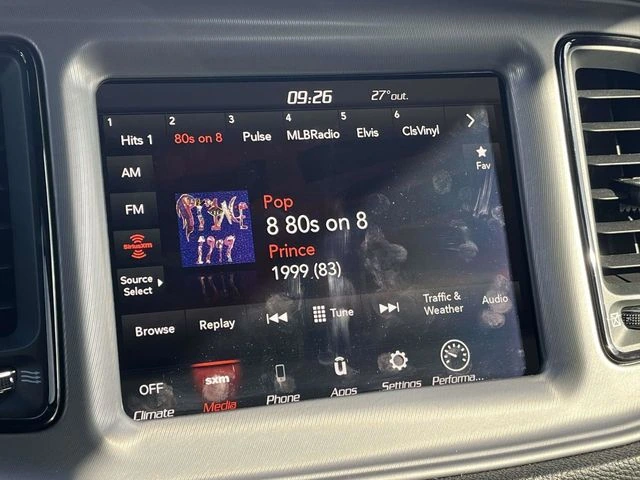 09:26 27° out.
1 Hits 1 2 80s on 8 3 Pulse 4 MLBRadio 5 Elvis 6 ClsVinyl
AM
Fav
FM
PRINCE
1999
Pop
8 80s on 8
Prince
1999 (83)
SiriusXM
Source
Select
Browse Replay Tune Traffic &
Weather Audio
OFF
Climate
sxm
Media
Phone
Apps
Settings
Performa...